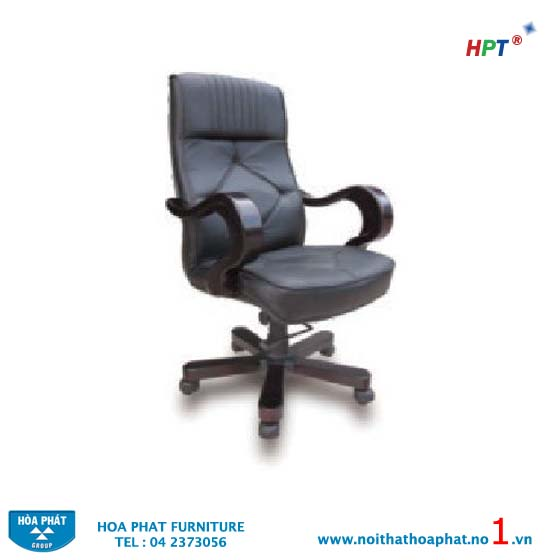 HPT®
HÒA PHÁT
GROUP
HOA PHAT FURNITURE
TEL : 04 2373056
www.noithathoaphat.no1.vn